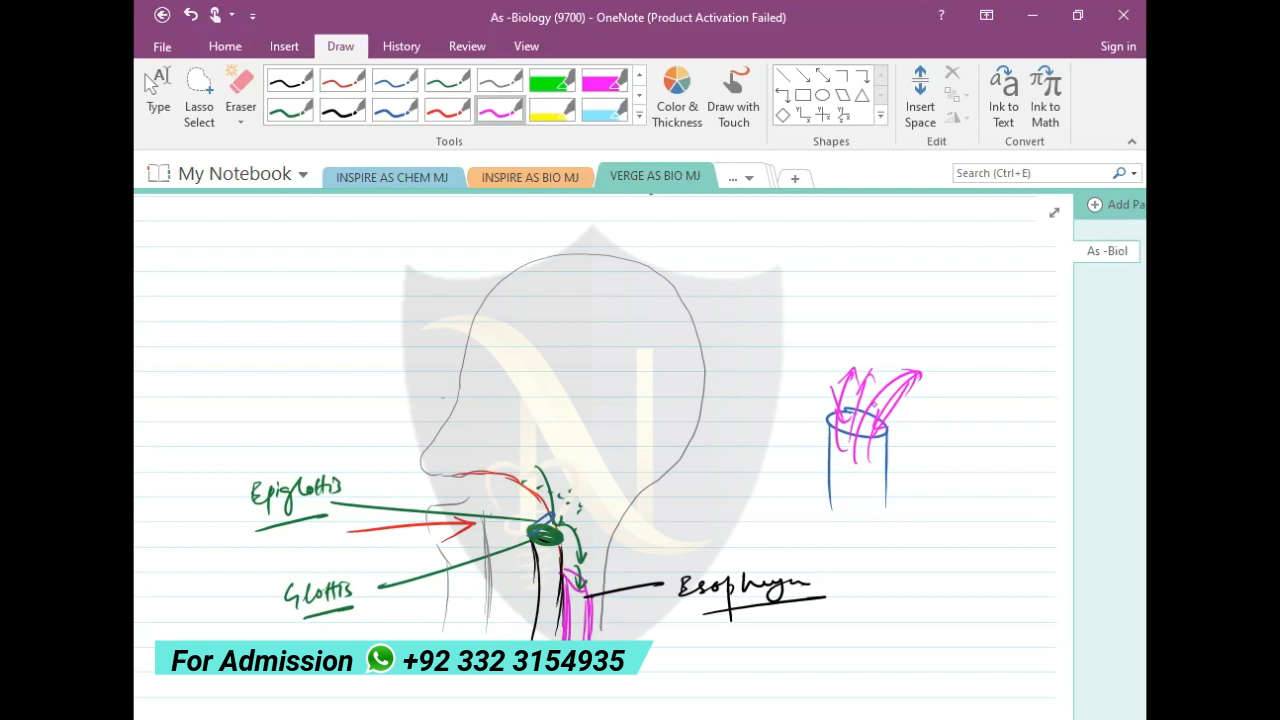 As -Biology (9700) - OneNote (Product Activation Failed)
?
File Home Insert Draw History Review View Sign in
Type
Lasso Select
Eraser
Color & Thickness
Draw with Touch
Insert Space
Ink to Text
Ink to Math
Tools Shapes Edit Convert
My Notebook INSPIRE AS CHEM MJ INSPIRE AS BIO MJ VERGE AS BIO MJ ... + Search (Ctrl+E)
Add Pa
As -Biol
N
Epiglottis
Glottis
Esophagu
For Admission +92 332 3154935